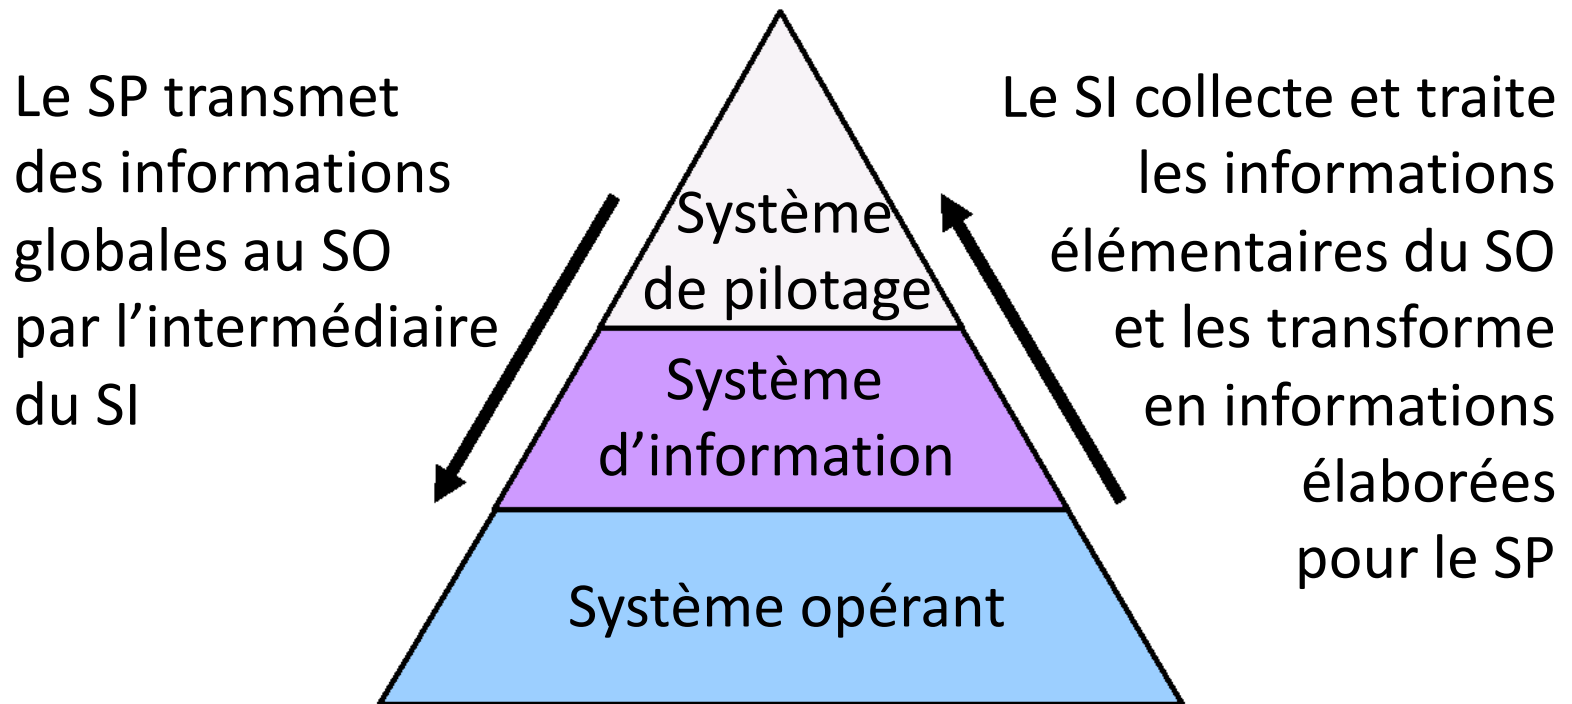 Le SP transmet
des informations
globales au SO
par l’intermédiaire
du SI
Système
de pilotage
Système
d’information
Système opérant
Le SI collecte et traite
les informations
élémentaires du SO
et les transforme
en informations
élaborées
pour le SP